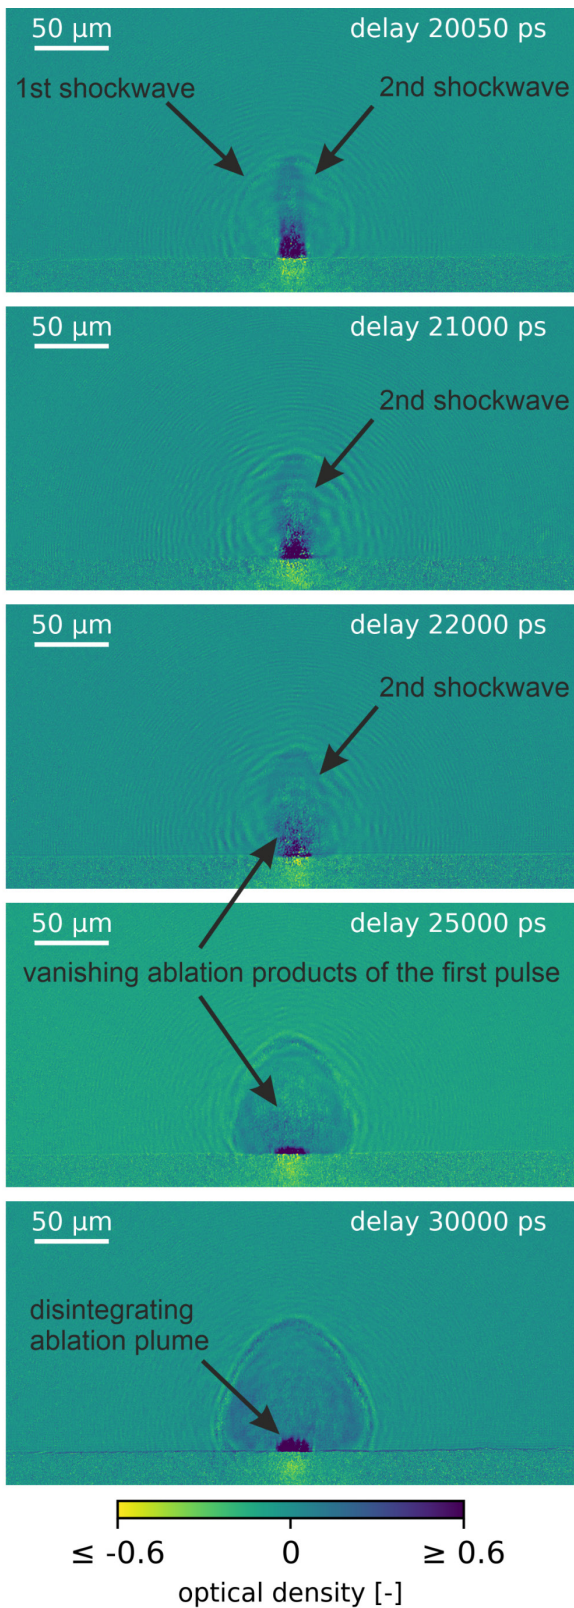 50 μm
delay 20050 ps
1st shockwave
2nd shockwave
50 μm
delay 21000 ps
2nd shockwave
50 μm
delay 22000 ps
2nd shockwave
50 μm
delay 25000 ps
vanishing ablation products of the first pulse
50 μm
delay 30000 ps
disintegrating
ablation plume
≤ -0.6
0
≥ 0.6
optical density [-]